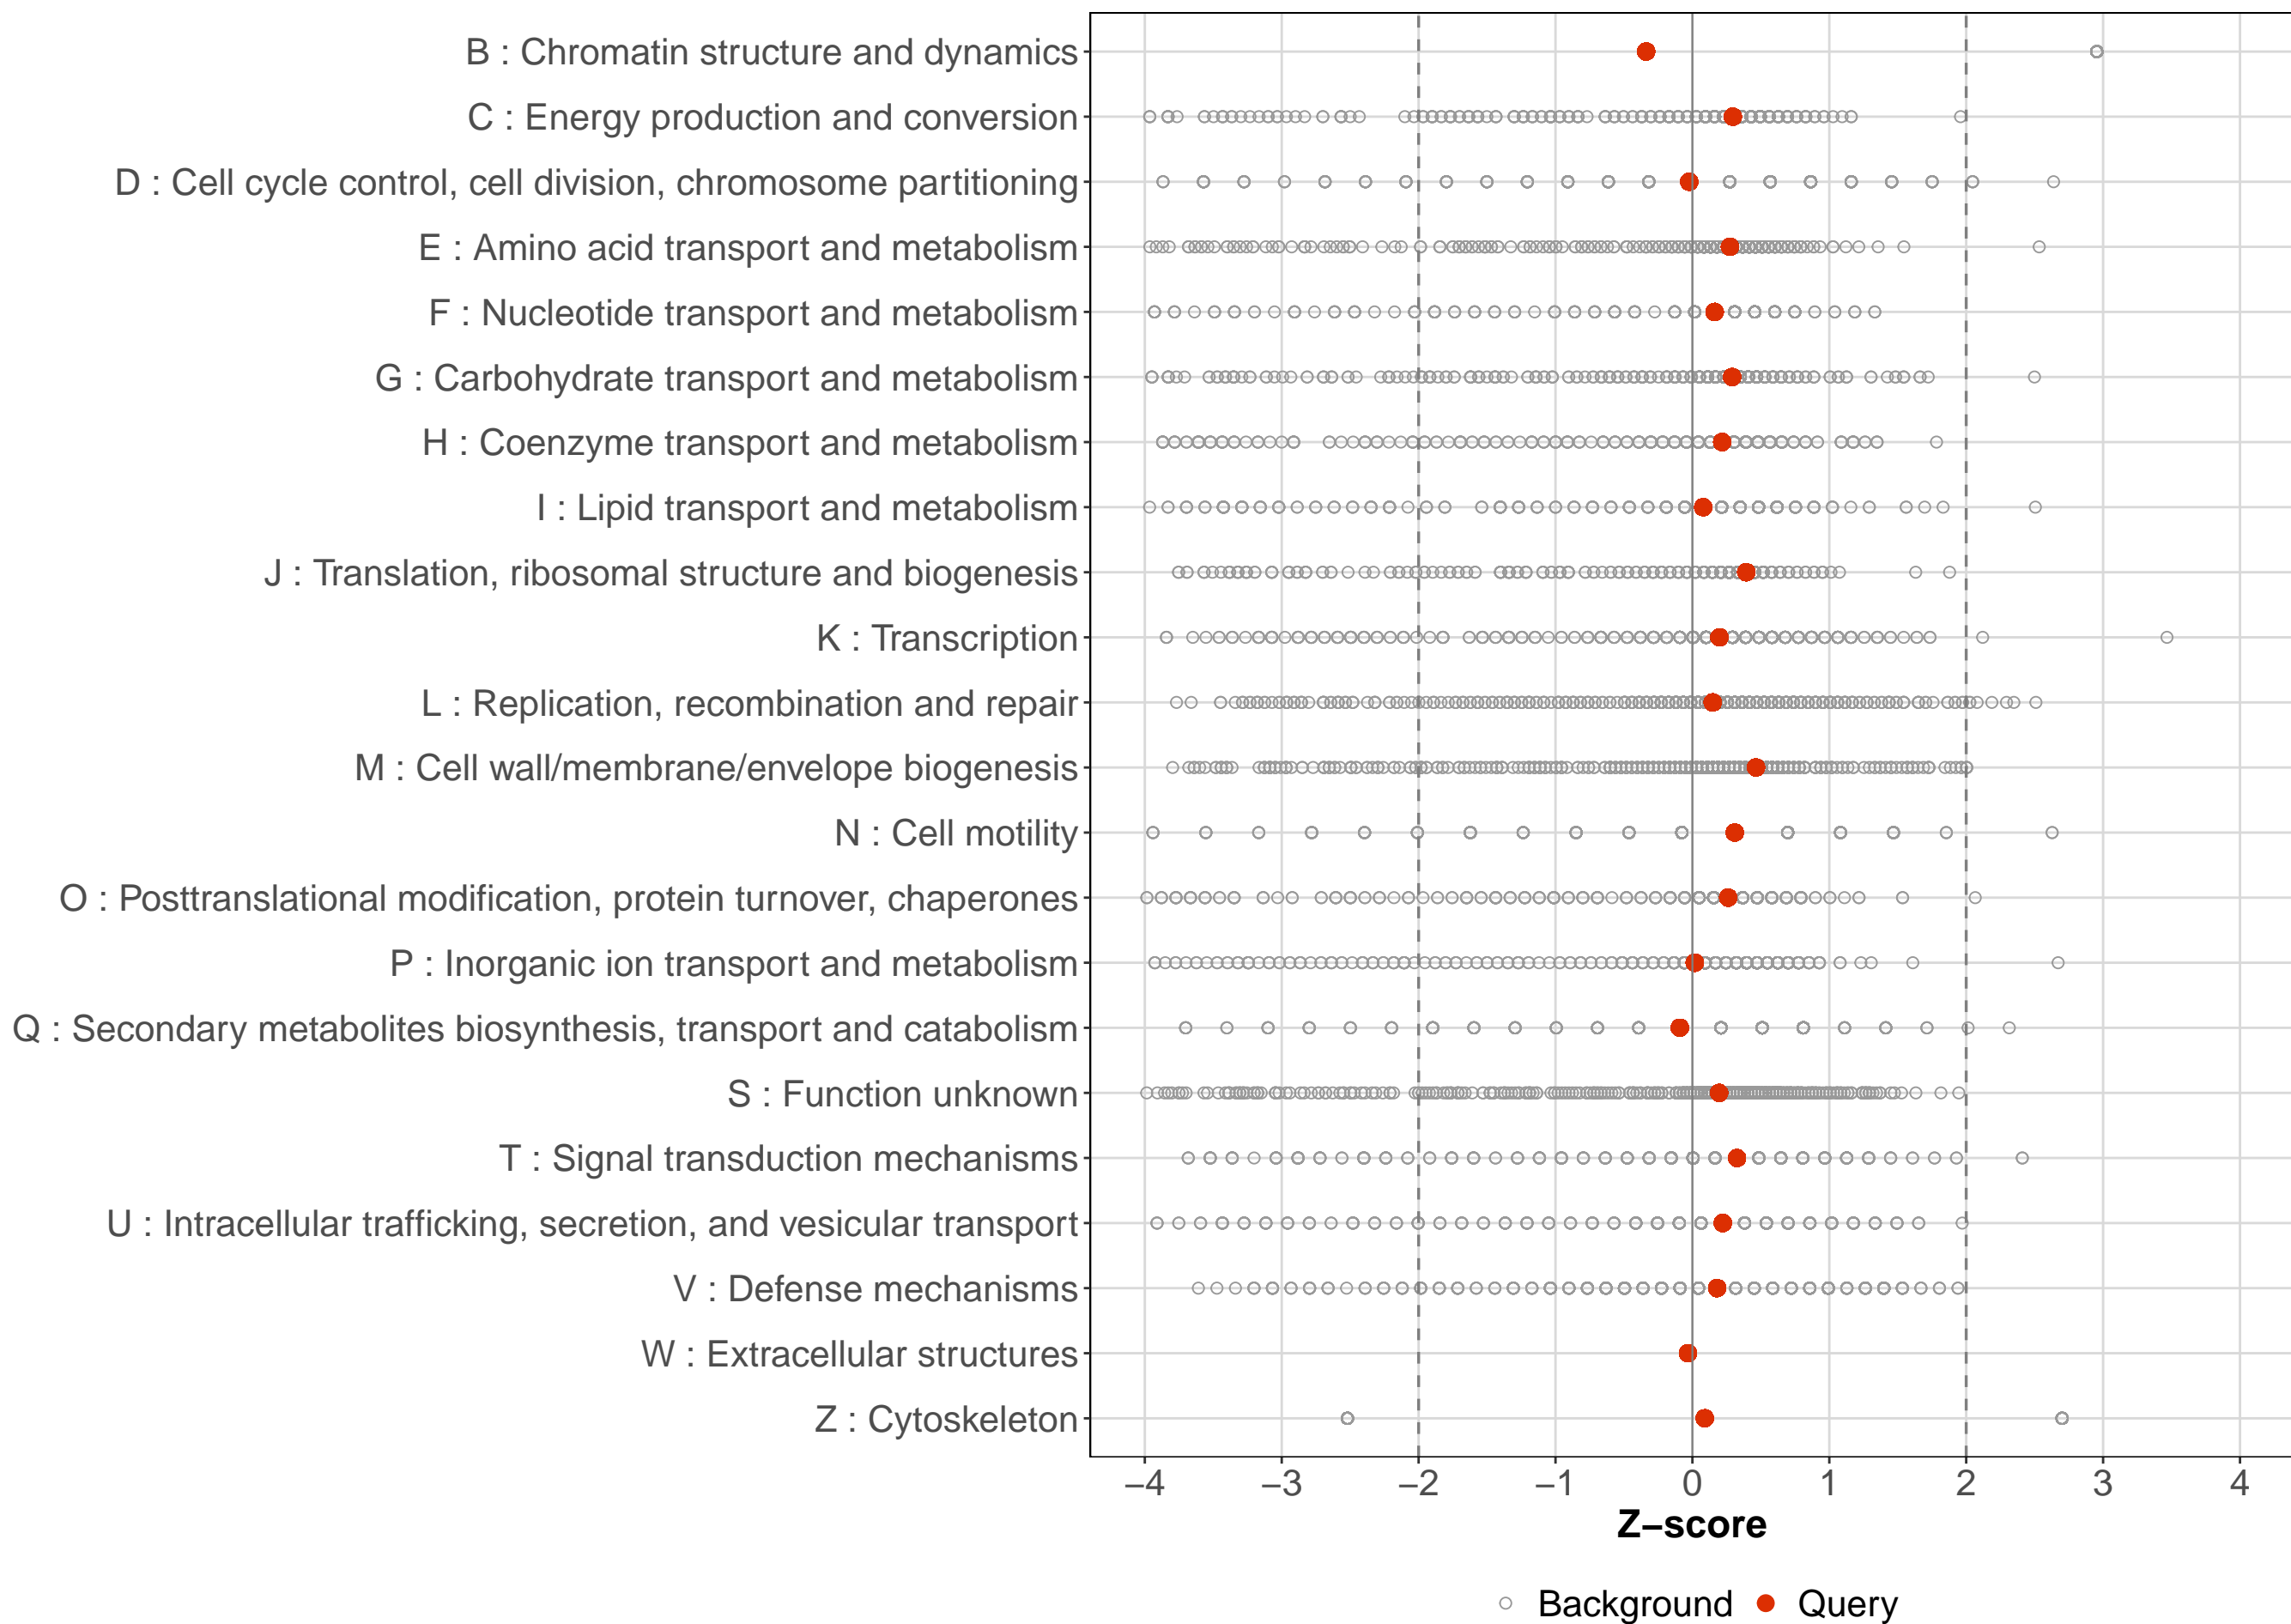 B : Chromatin structure and dynamics
C : Energy production and conversion
D : Cell cycle control, cell division, chromosome partitioning
E : Amino acid transport and metabolism
F : Nucleotide transport and metabolism
G : Carbohydrate transport and metabolism
H : Coenzyme transport and metabolism
I : Lipid transport and metabolism
J : Translation, ribosomal structure and biogenesis
K : Transcription
L : Replication, recombination and repair
M : Cell wall/membrane/envelope biogenesis
N : Cell motility
O : Posttranslational modification, protein turnover, chaperones
P : Inorganic ion transport and metabolism
Q : Secondary metabolites biosynthesis, transport and catabolism
S : Function unknown
T : Signal transduction mechanisms
U : Intracellular trafficking, secretion, and vesicular transport
V : Defense mechanisms
W : Extracellular structures
Z : Cytoskeleton
−4 −3 −2 −1 0 1 2 3 4
Z−score
Background Query